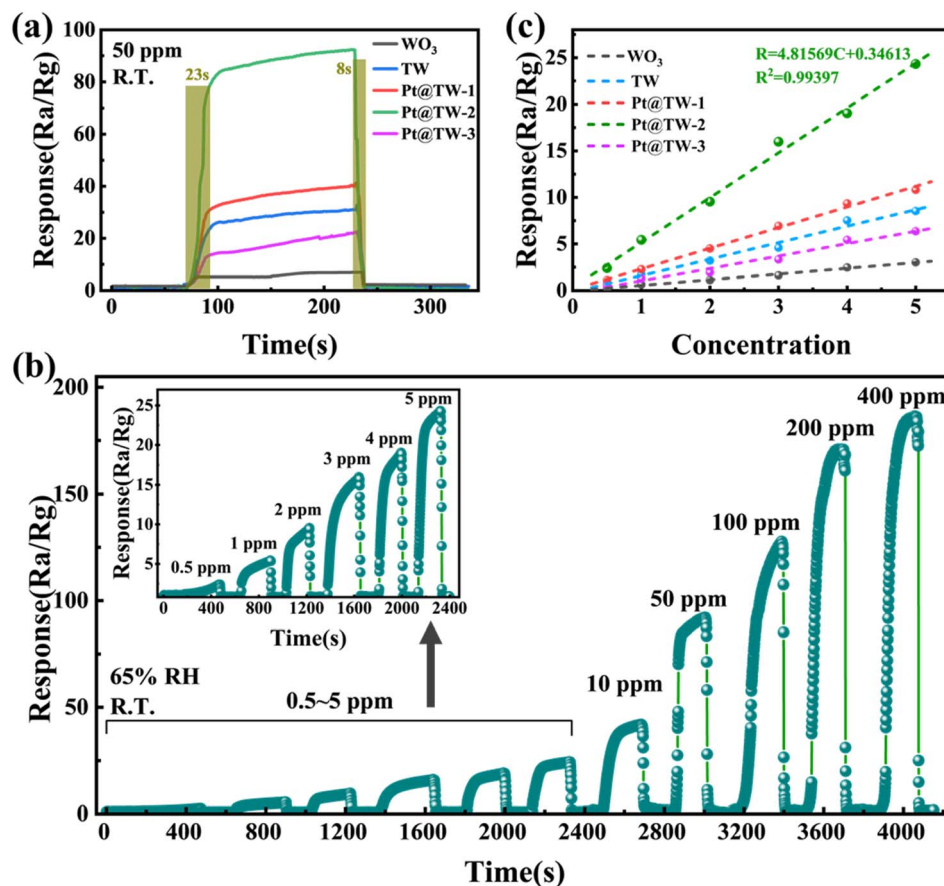 (a)
100
80
60
40
20
0
Response(Ra/Rg)
50 ppm
R.T.
23s
8s
WO₃
TW
Pt@TW-1
Pt@TW-2
Pt@TW-3
0 100 200 300
Time(s)
(c)
25
20
15
10
5
0
Response(Ra/Rg)
WO₃
TW
Pt@TW-1
Pt@TW-2
Pt@TW-3
R=4.81569C+0.34613
R²=0.99397
0 1 2 3 4 5
Concentration
(b)
200
150
100
50
0
Response(Ra/Rg)
25
20
15
10
5
Response(Ra/Rg)
0.5 ppm
1 ppm
2 ppm
3 ppm
4 ppm
5 ppm
0 400 800 1200 1600 2000 2400
Time(s)
65% RH
R.T.
0.5~5 ppm
10 ppm
50 ppm
100 ppm
200 ppm
400 ppm
0 400 800 1200 1600 2000 2400 2800 3200 3600 4000
Time(s)